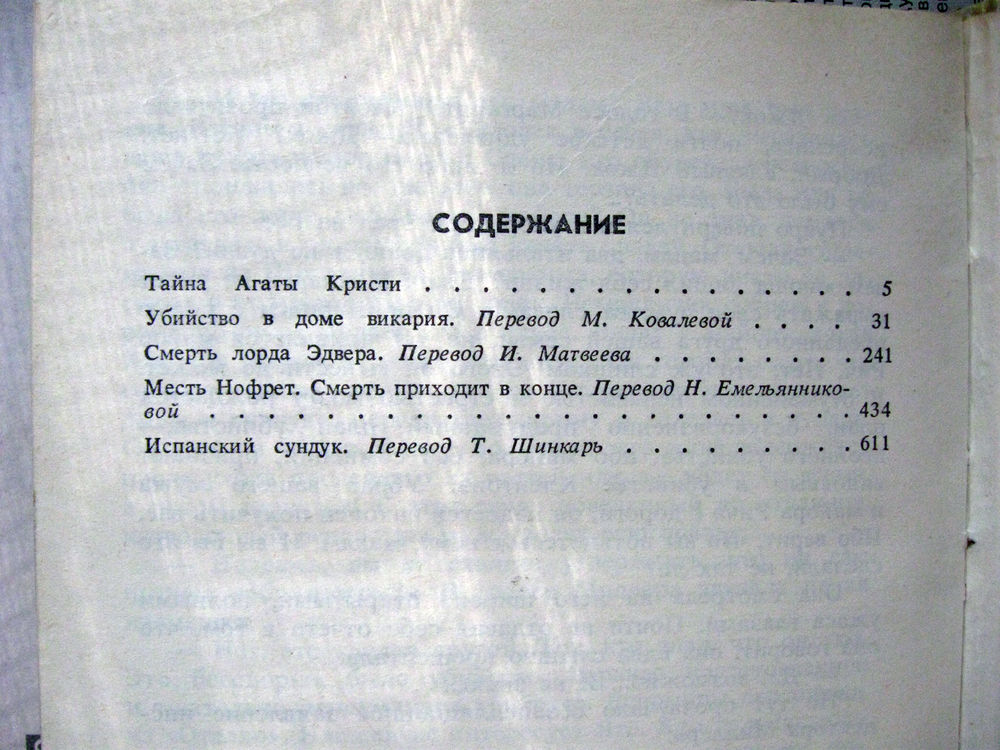 СОДЕРЖАНИЕ
Тайна Агаты Кристи . . . . . . . . . . . . . . . . 5
Убийство в доме викария. Перевод М. Ковалевой . . . . 31
Смерть лорда Эдвера. Перевод И. Матвеева . . . . . . . . 241
Месть Нофрет. Смерть приходит в конце. Перевод Н. Емельяннико-
вой . . . . . . . . . . . . . . . . . . . . . . 434
Испанский сундук. Перевод Т. Шинкарь . . . . . . . . . 611